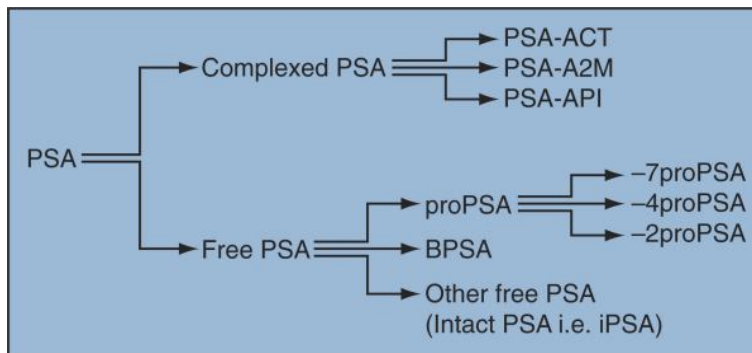 PSA-ACT
Complexed PSA
PSA-A2M
PSA-API
PSA
–7proPSA
proPSA
–4proPSA
–2proPSA
Free PSA
BPSA
Other free PSA
(Intact PSA i.e. iPSA)